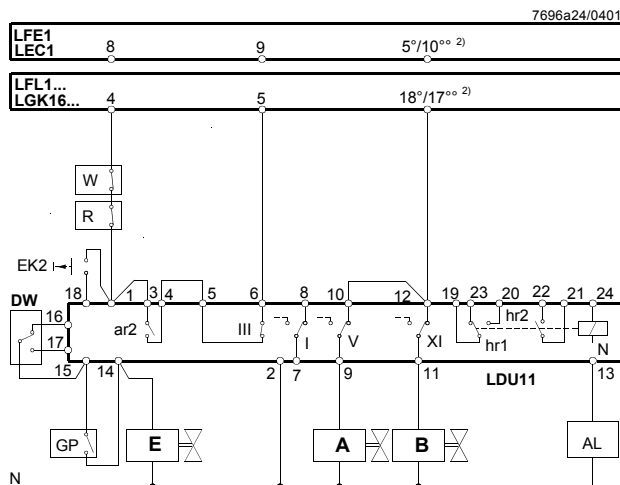 7696a24/0401
LFE1
LEC1 8 9 5°/10°° 2)
LFL1...
LGK16... 4 5 18°/17°° 2)
W
R
EK2
DW 18 1 3 4 5 6 8 10 12 19 23 20 22 21 24
16
ar2 III I V XI hr1 hr2 N
17
15 14 2 7 9 11 LDU11 13
GP E A B AL
N